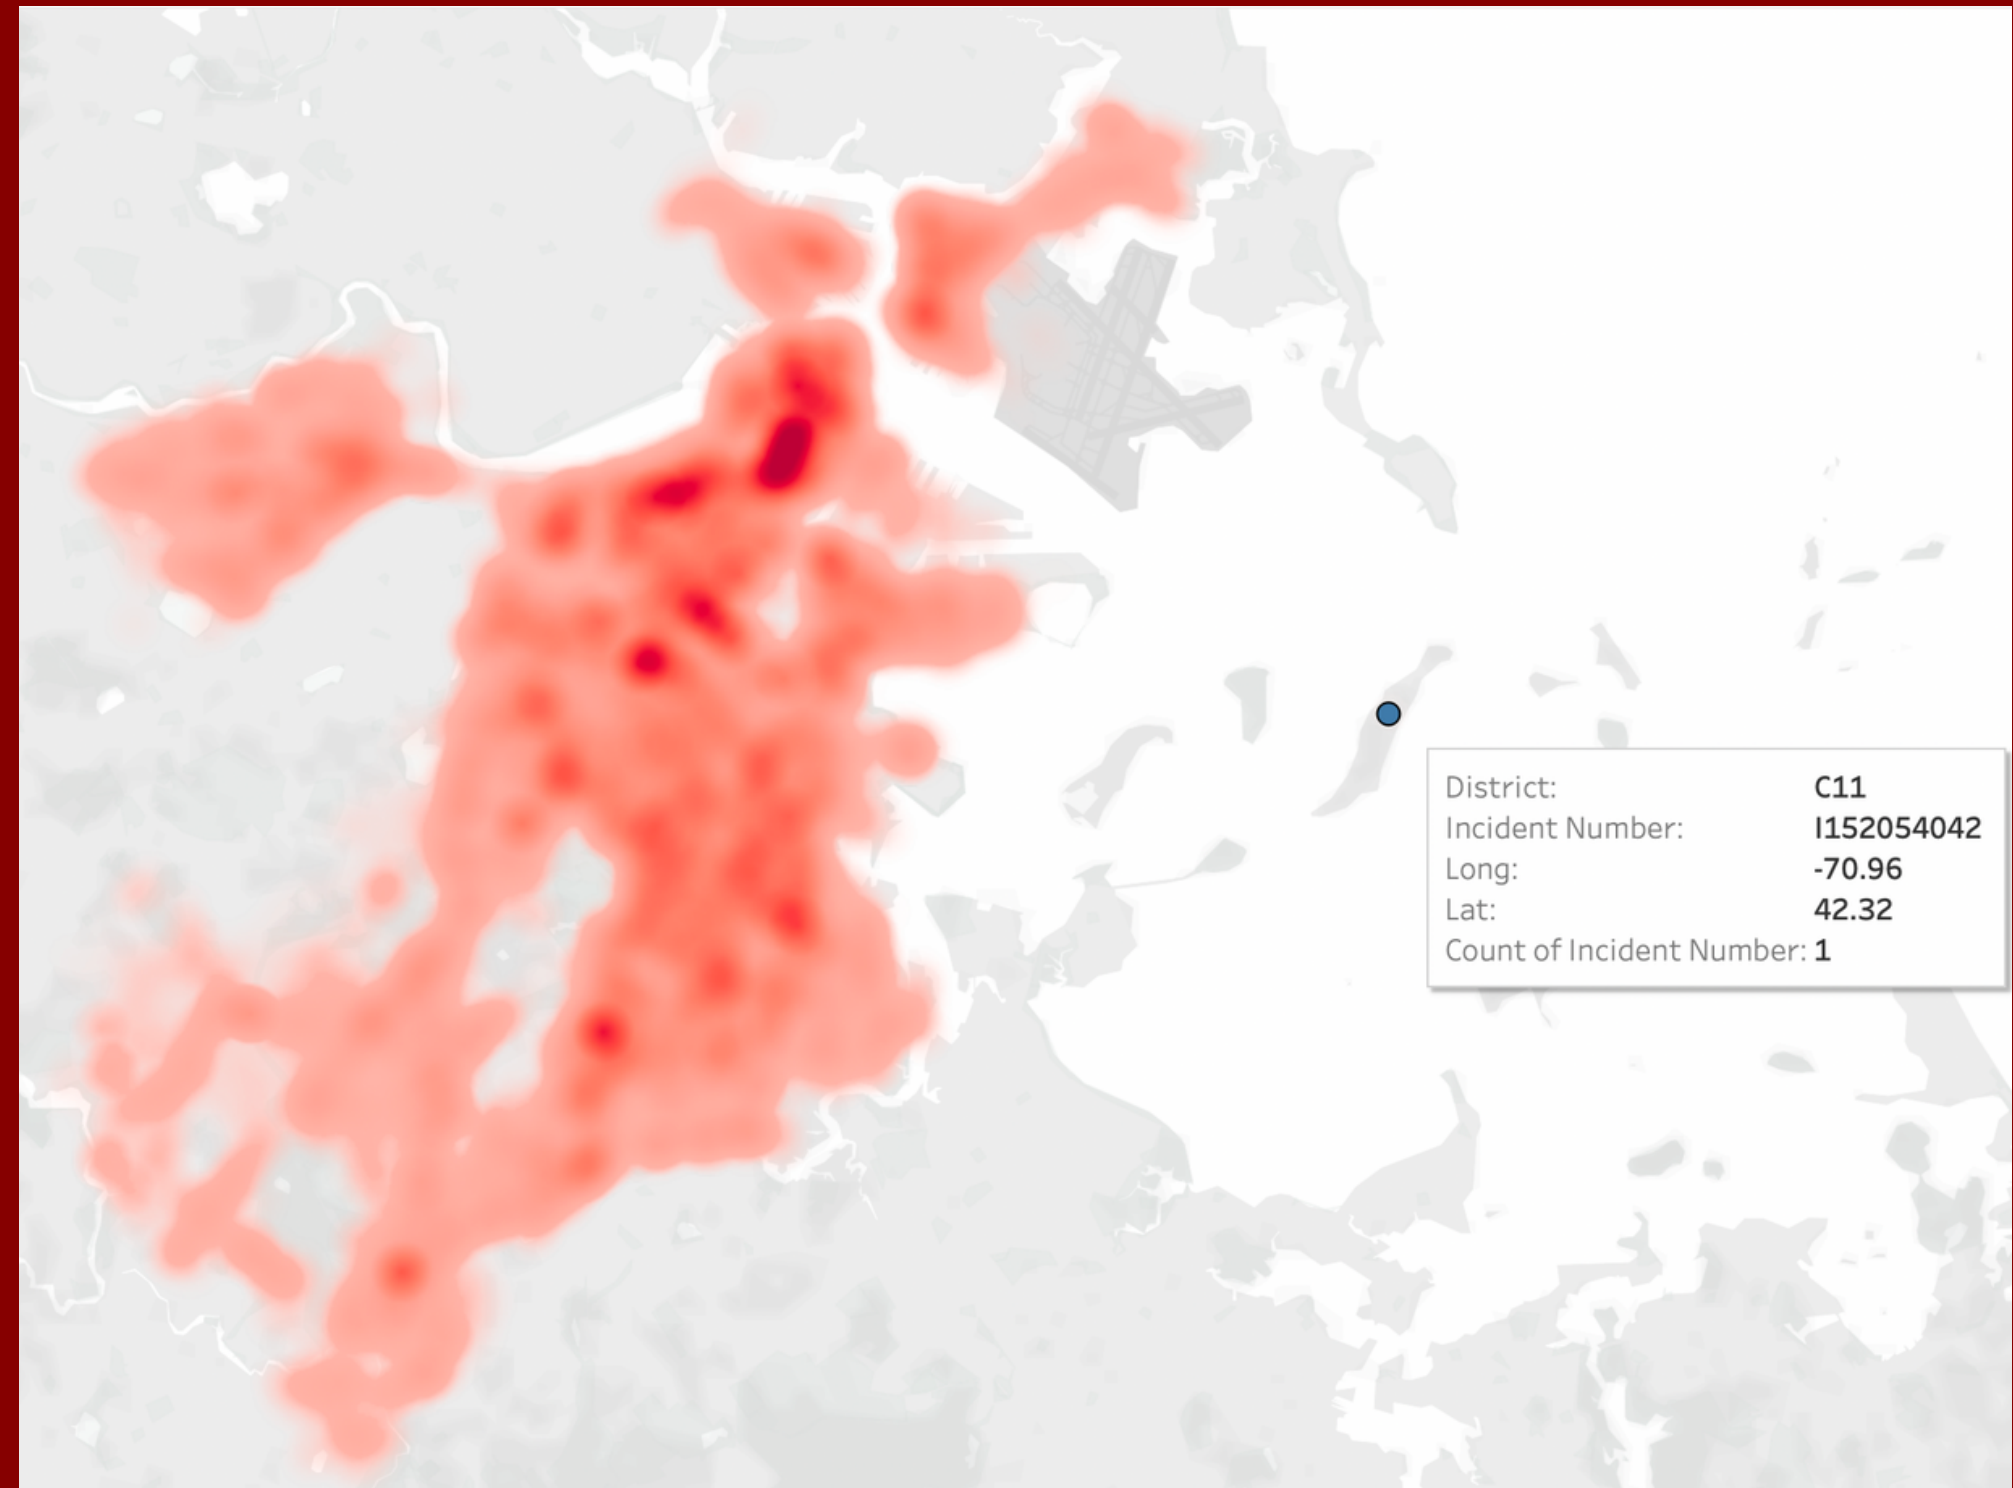 District: C11
Incident Number: I152054042
Long: -70.96
Lat: 42.32
Count of Incident Number: 1